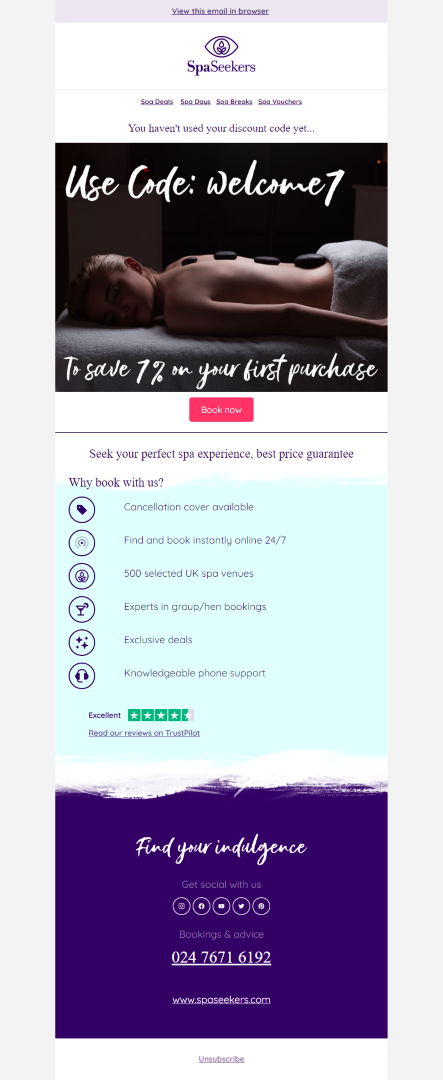 View this email in browser
SpaSeekers
Spa Deals Spa Days Spa Breaks Spa Vouchers
You haven't used your discount code yet...
Use Code: welcome7
To save 7% on your first purchase
Book now
Seek your perfect spa experience, best price guarantee
Why book with us?
Cancellation cover available
Find and book instantly online 24/7
500 selected UK spa venues
Experts in group/hen bookings
Exclusive deals
Knowledgeable phone support
Excellent
Read our reviews on TrustPilot
Find your indulgence
Get social with us
Bookings & advice
024 7671 6192
www.spaseekers.com
Unsubscribe